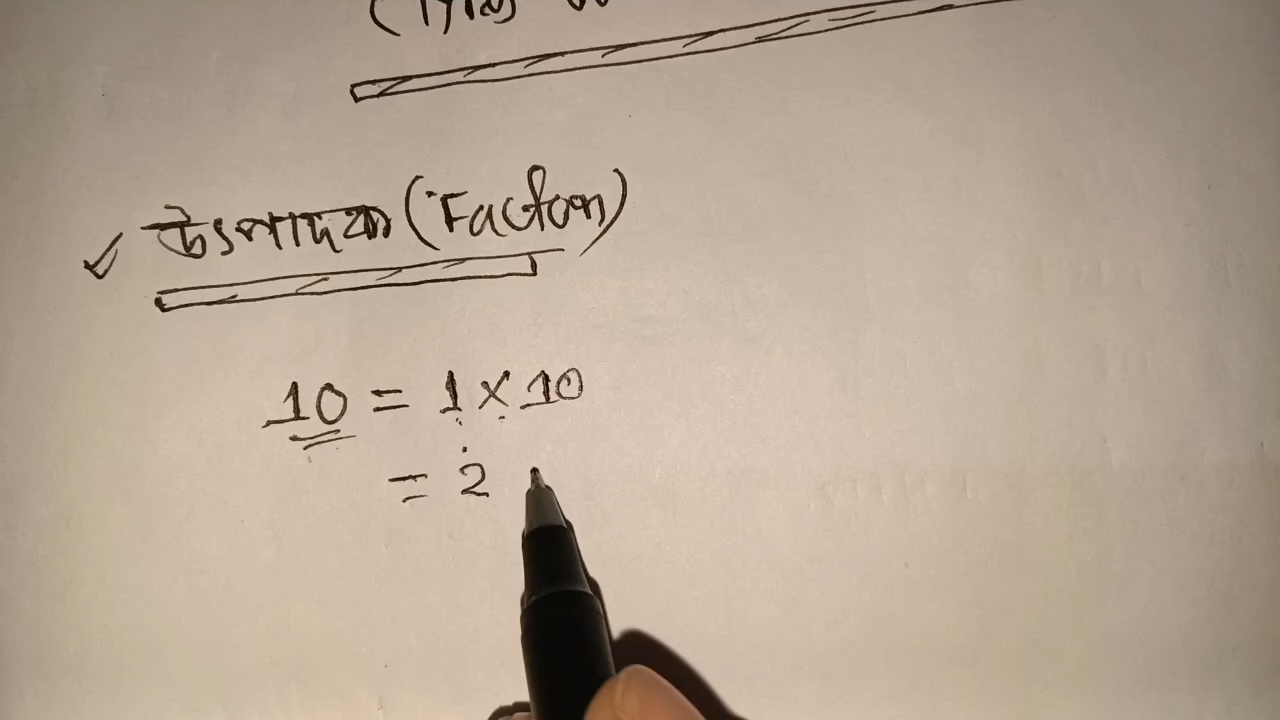 উৎপাদক (Factor)
10 = 1 × 10
= 2